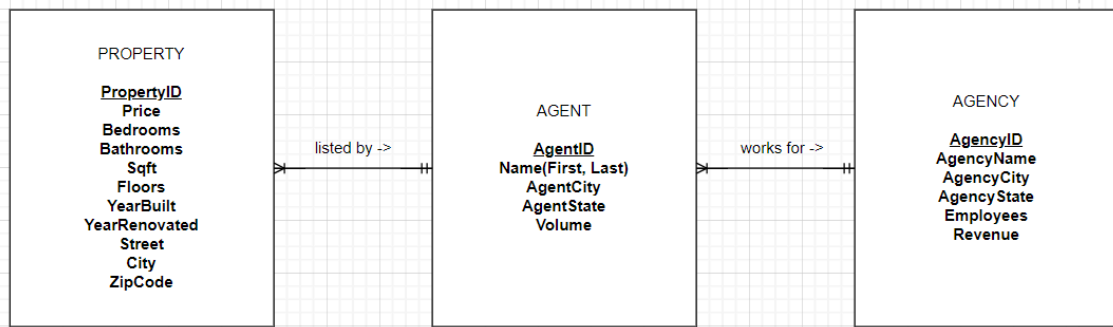 PROPERTY
PropertyID
Price
Bedrooms
Bathrooms
Sqft
Floors
YearBuilt
YearRenovated
Street
City
ZipCode
listed by ->
AGENT
AgentID
Name(First, Last)
AgentCity
AgentState
Volume
works for ->
AGENCY
AgencyID
AgencyName
AgencyCity
AgencyState
Employees
Revenue